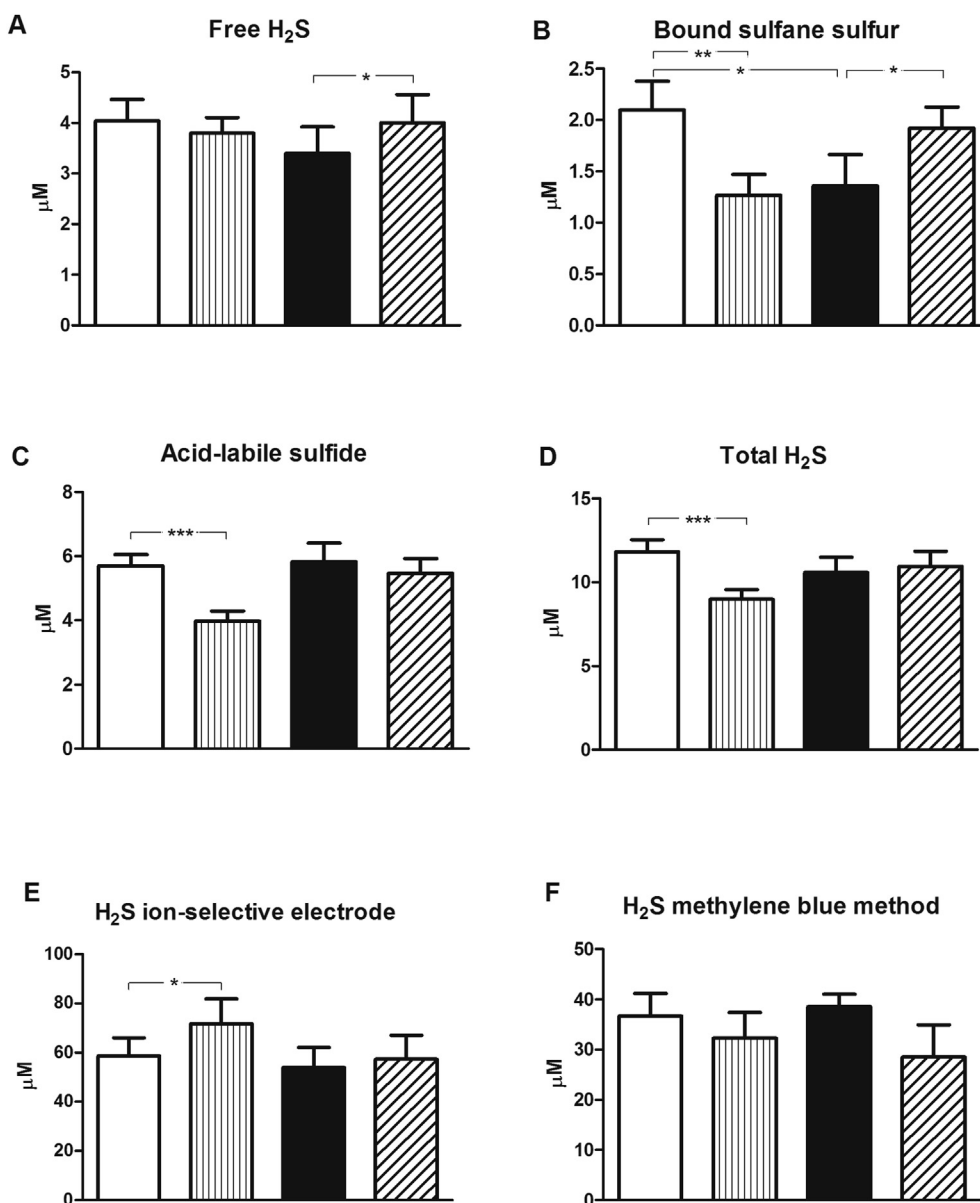 A
Free H₂S
μM
5
4
3
2
1
0
*
B
Bound sulfane sulfur
μM
2.5
2.0
1.5
1.0
0.5
0.0
**
*
*
C
Acid-labile sulfide
μM
8
6
4
2
0
***
D
Total H₂S
μM
15
10
5
0
***
E
H₂S ion-selective electrode
μM
100
80
60
40
20
0
*
F
H₂S methylene blue method
μM
50
40
30
20
10
0